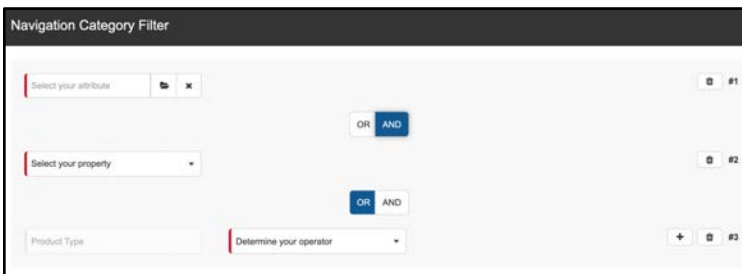 Navigation Category Filter
Select your attribute #1
OR AND
Select your property #2
OR AND
Product Type Determine your operator #3